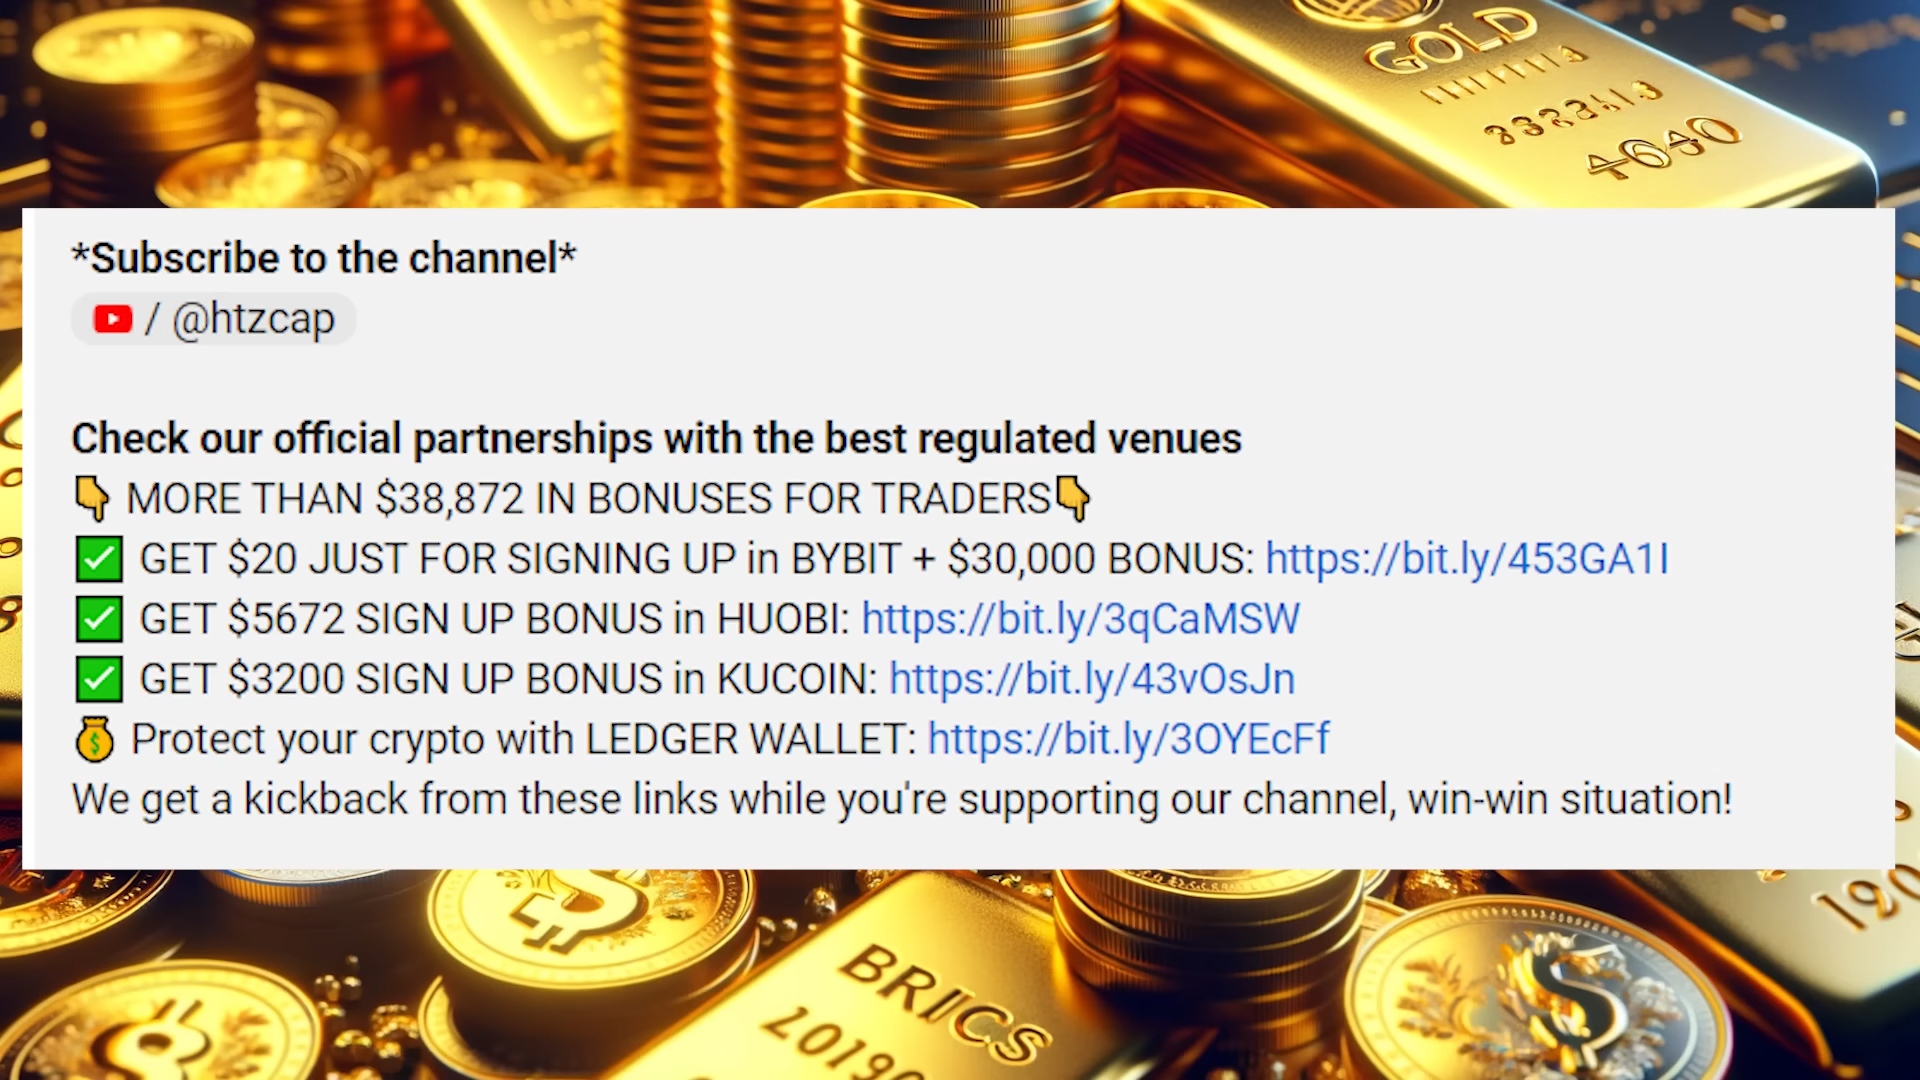 GOLD
4640
*Subscribe to the channel*
/ @htzcap
Check our official partnerships with the best regulated venues
👇 MORE THAN $38,872 IN BONUSES FOR TRADERS👇
✅ GET $20 JUST FOR SIGNING UP in BYBIT + $30,000 BONUS: https://bit.ly/453GA1I
✅ GET $5672 SIGN UP BONUS in HUOBI: https://bit.ly/3qCaMSW
✅ GET $3200 SIGN UP BONUS in KUCOIN: https://bit.ly/43vOsJn
💰 Protect your crypto with LEDGER WALLET: https://bit.ly/3OYEcFf
We get a kickback from these links while you're supporting our channel, win-win situation!
190
BRICS